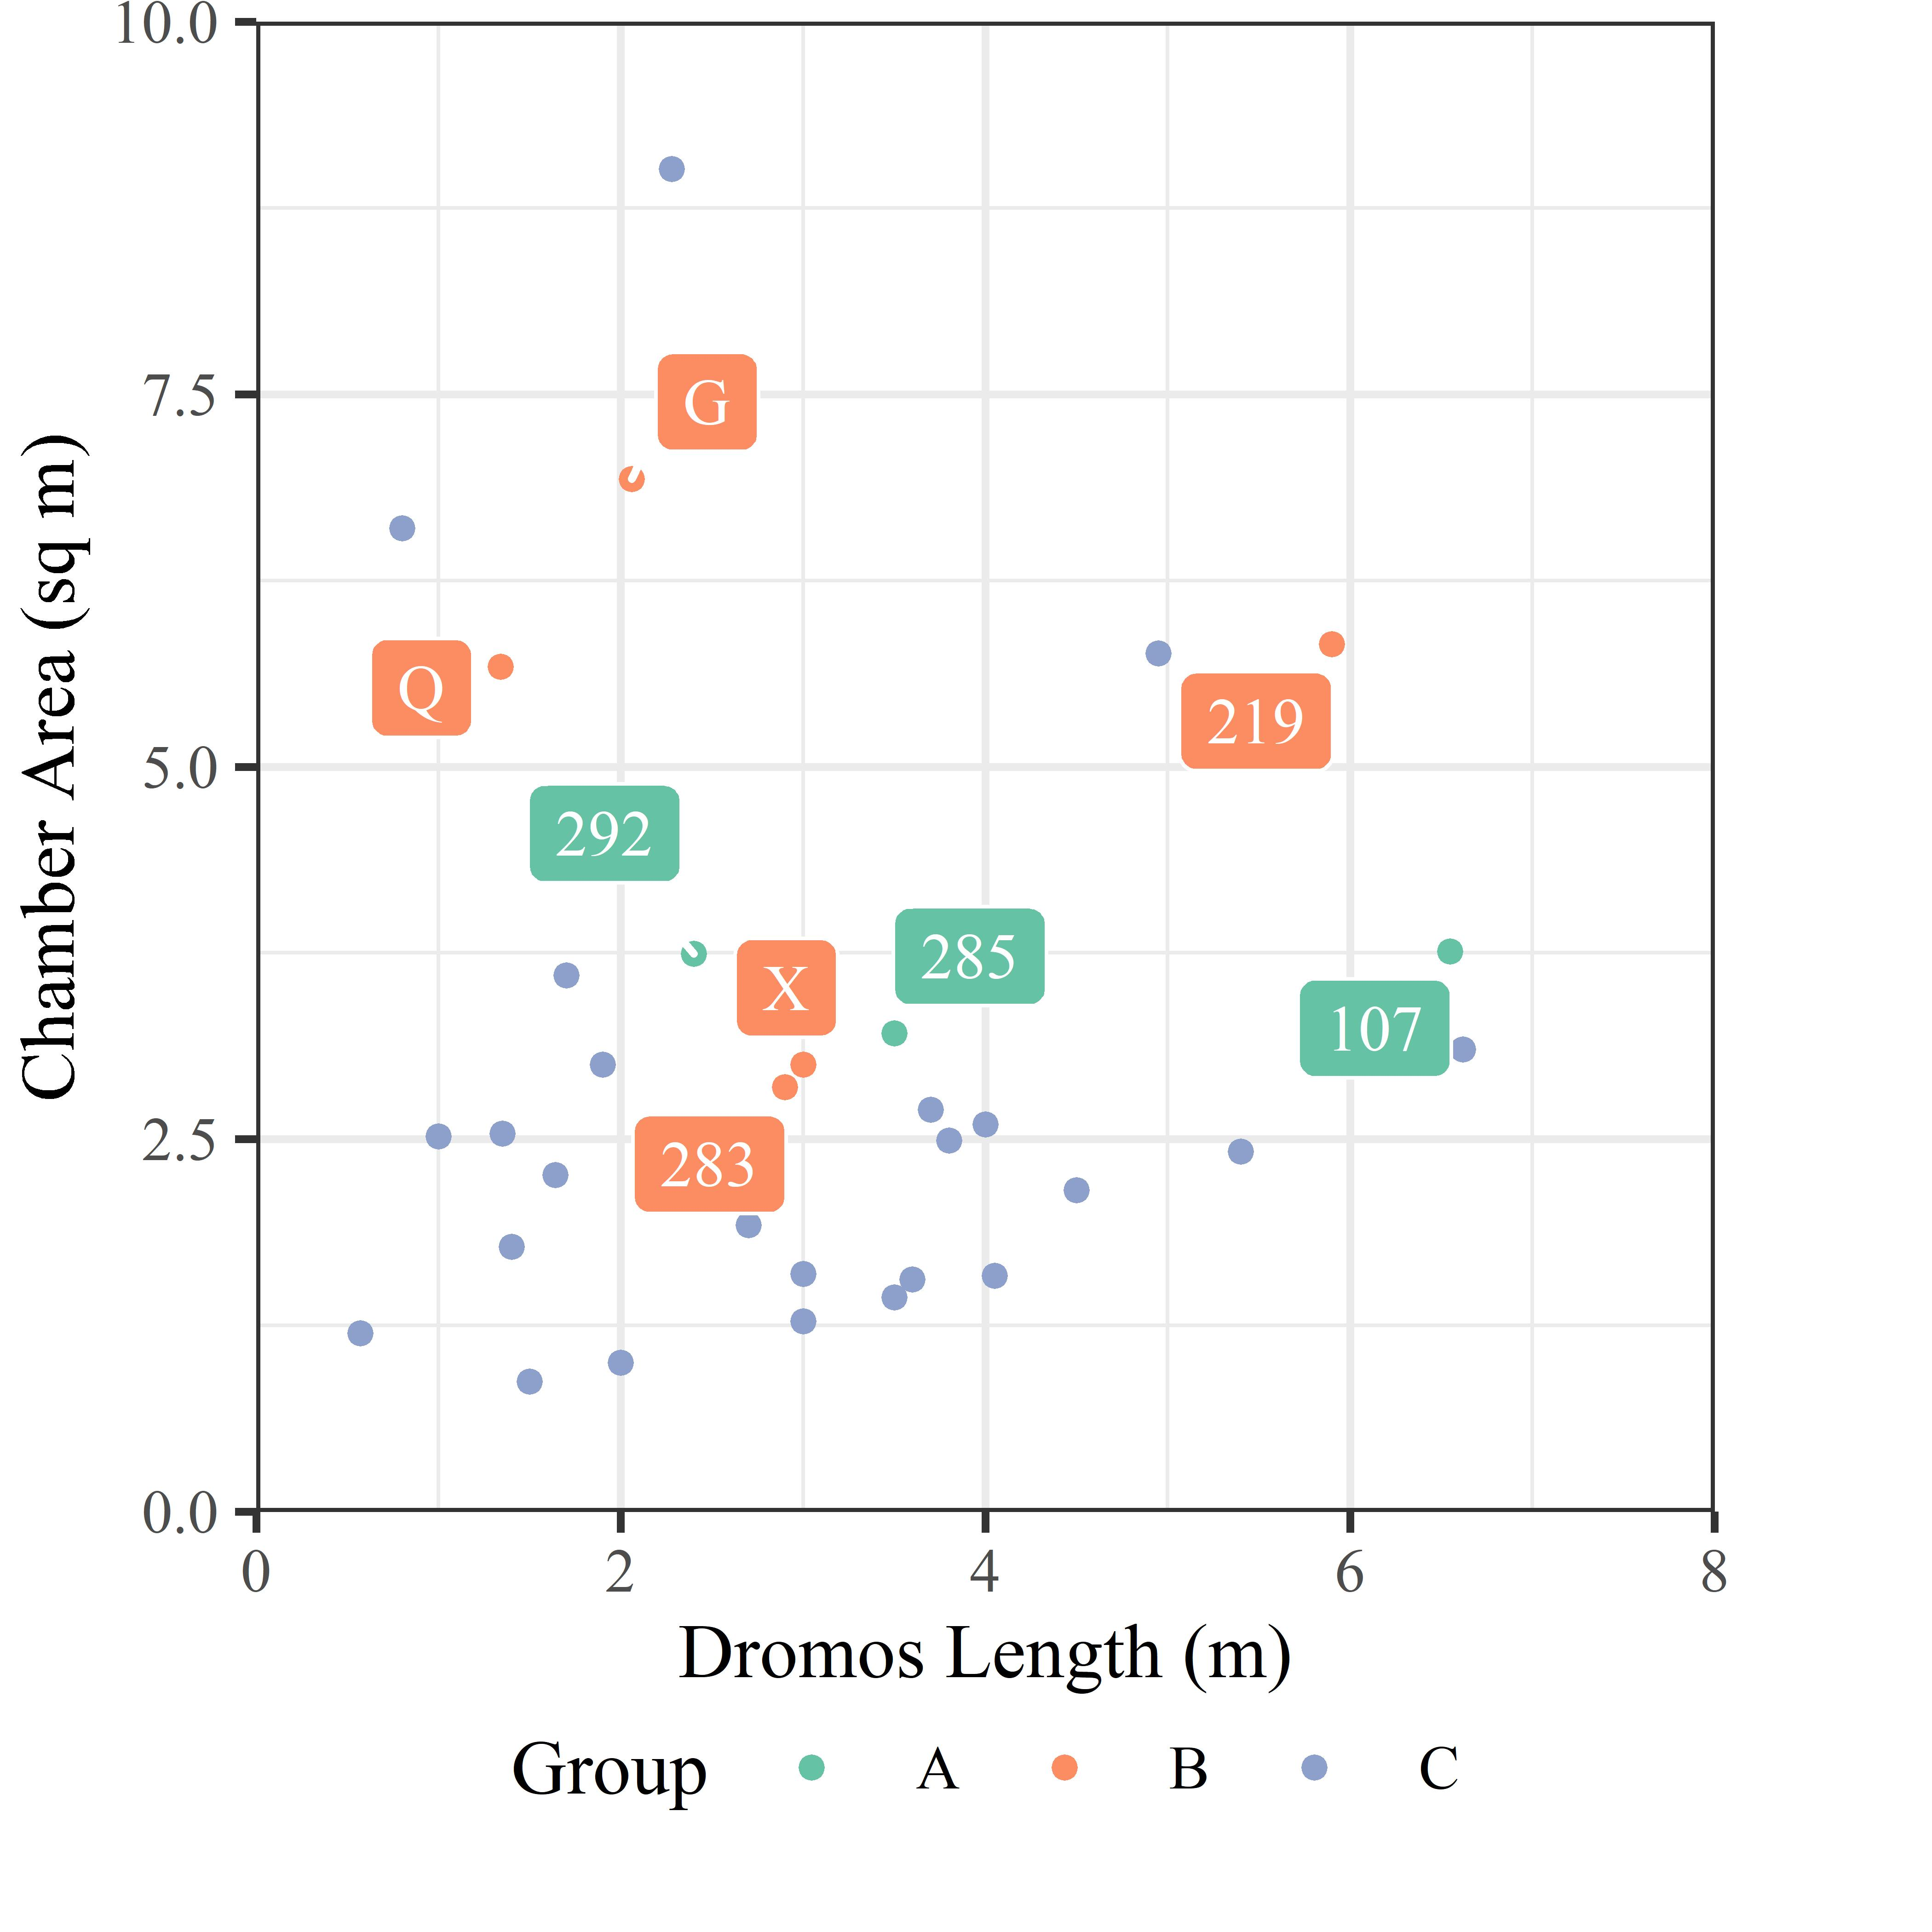 10.0
7.5
5.0
2.5
0.0
Chamber Area (sq m)
G
Q
219
292
285
X
107
283
0 2 4 6 8
Dromos Length (m)
Group A B C